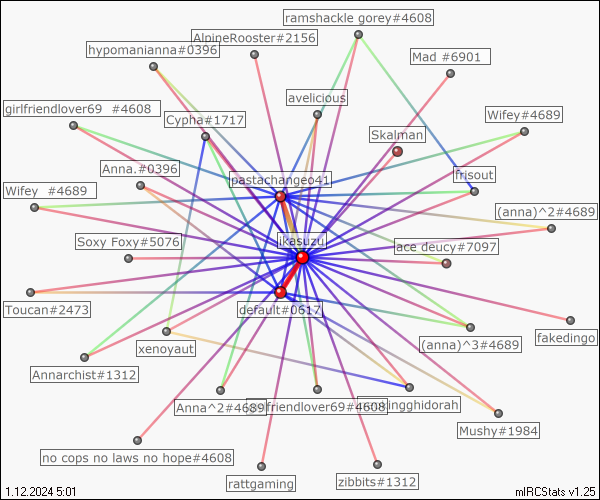 ramshackle gorey#4608
AlpineRooster#2156
hypomanianna#0396
Mad #6901
avelicious
girlfriendlover69 #4608
Cypha#1717
Wifey#4689
Skalman
Anna.#0396
pastachangeo41
frisout
Wifey #4689
(anna)^2#4689
Soxy Foxy#5076
ikasuzu
ace deucy#7097
Toucan#2473
default#0617
fakedingo
xenoyaut
(anna)^3#4689
Annarchist#1312
Anna^2#4689
friendlover69#4608
ingghidorah
Mushy#1984
no cops no laws no hope#4608
rattgaming
zibbits#1312
1.12.2024 5:01
mIRCStats v1.25